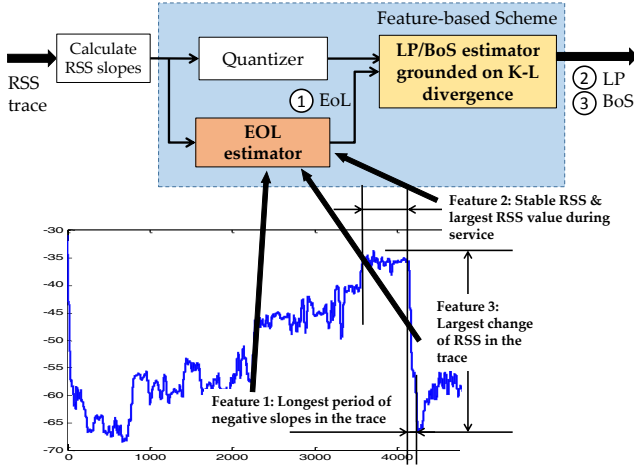 Feature-based Scheme
Calculate
RSS slopes
Quantizer
LP/BoS estimator
grounded on K-L
divergence
RSS
trace
① EoL
② LP
③ BoS
EOL
estimator
Feature 2: Stable RSS &
largest RSS value during
service
Feature 3:
Largest change
of RSS in the
trace
Feature 1: Longest period of
negative slopes in the trace
-30
-35
-40
-45
-50
-55
-60
-65
-70
0
1000
2000
3000
4000